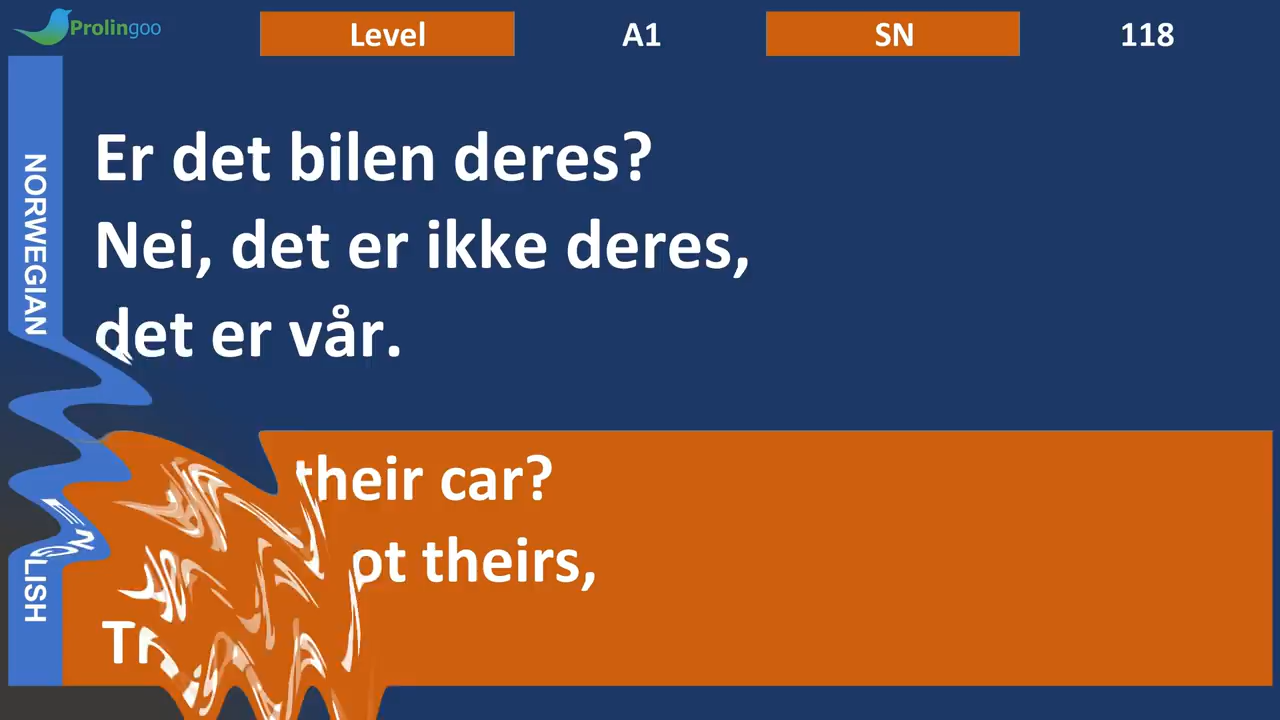 Prolingoo
Level A1 SN 118
NORWEGIAN
Er det bilen deres?
Nei, det er ikke deres,
det er vår.
ENGLISH
their car?
theirs,